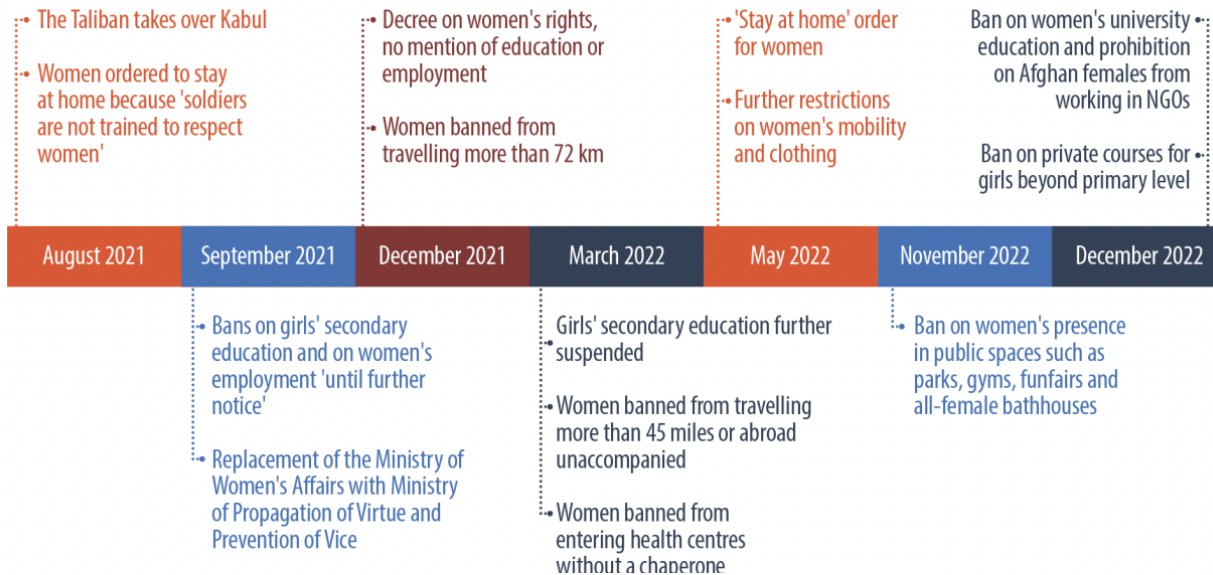 The Taliban takes over Kabul
Women ordered to stay
at home because 'soldiers
are not trained to respect
women'
Decree on women's rights,
no mention of education or
employment
Women banned from
travelling more than 72 km
'Stay at home' order
for women
Further restrictions
on women's mobility
and clothing
Ban on women's university
education and prohibition
on Afghan females from
working in NGOs
Ban on private courses for
girls beyond primary level
August 2021
September 2021
December 2021
March 2022
May 2022
November 2022
December 2022
Bans on girls' secondary
education and on women's
employment 'until further
notice'
Replacement of the Ministry of
Women's Affairs with Ministry
of Propagation of Virtue and
Prevention of Vice
Girls' secondary education further
suspended
Women banned from travelling
more than 45 miles or abroad
unaccompanied
Women banned from
entering health centres
without a chaperone
Ban on women's presence
in public spaces such as
parks, gyms, funfairs and
all-female bathhouses